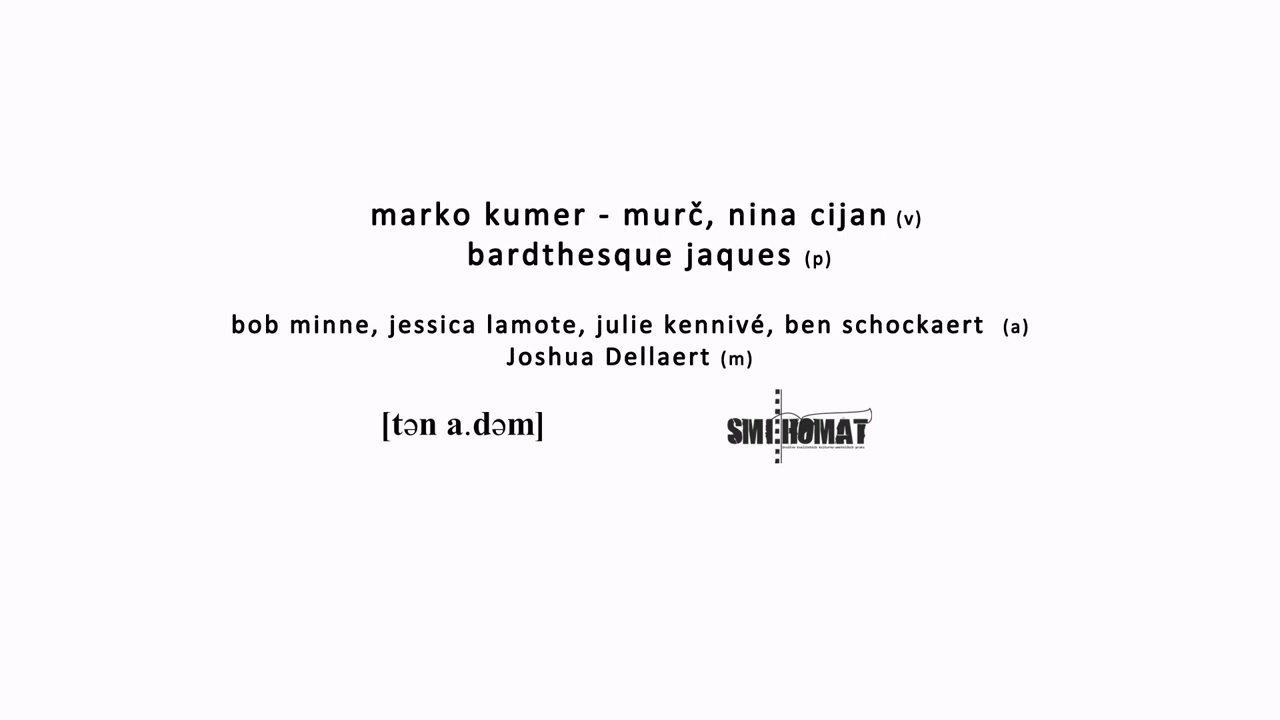 marko kumer - murč, nina cijan (v)
bardthesque jaques (p)
bob minne, jessica lamote, julie kennivé, ben schockaert (a)
Joshua Dellaert (m)
[tən a.dəm]
SMEHOMAT